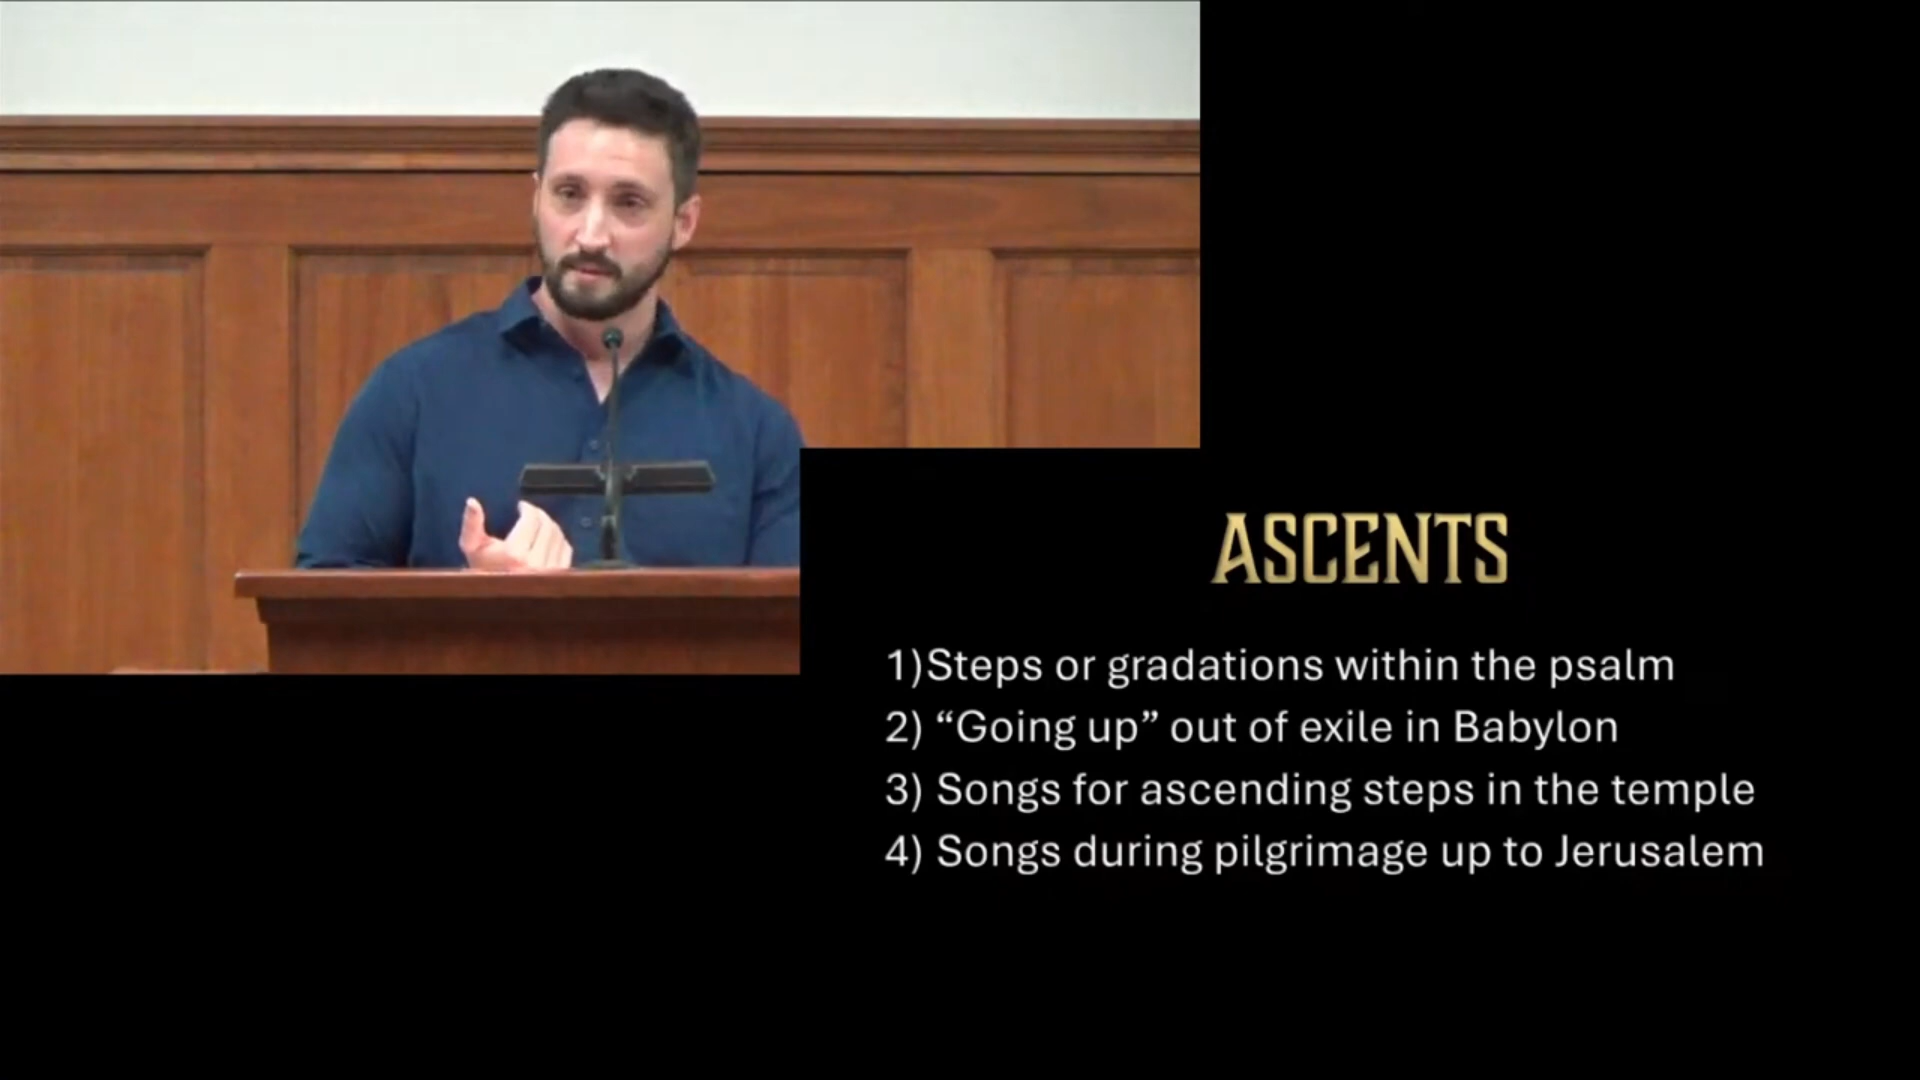 ASCENTS
1)Steps or gradations within the psalm
2) “Going up” out of exile in Babylon
3) Songs for ascending steps in the temple
4) Songs during pilgrimage up to Jerusalem